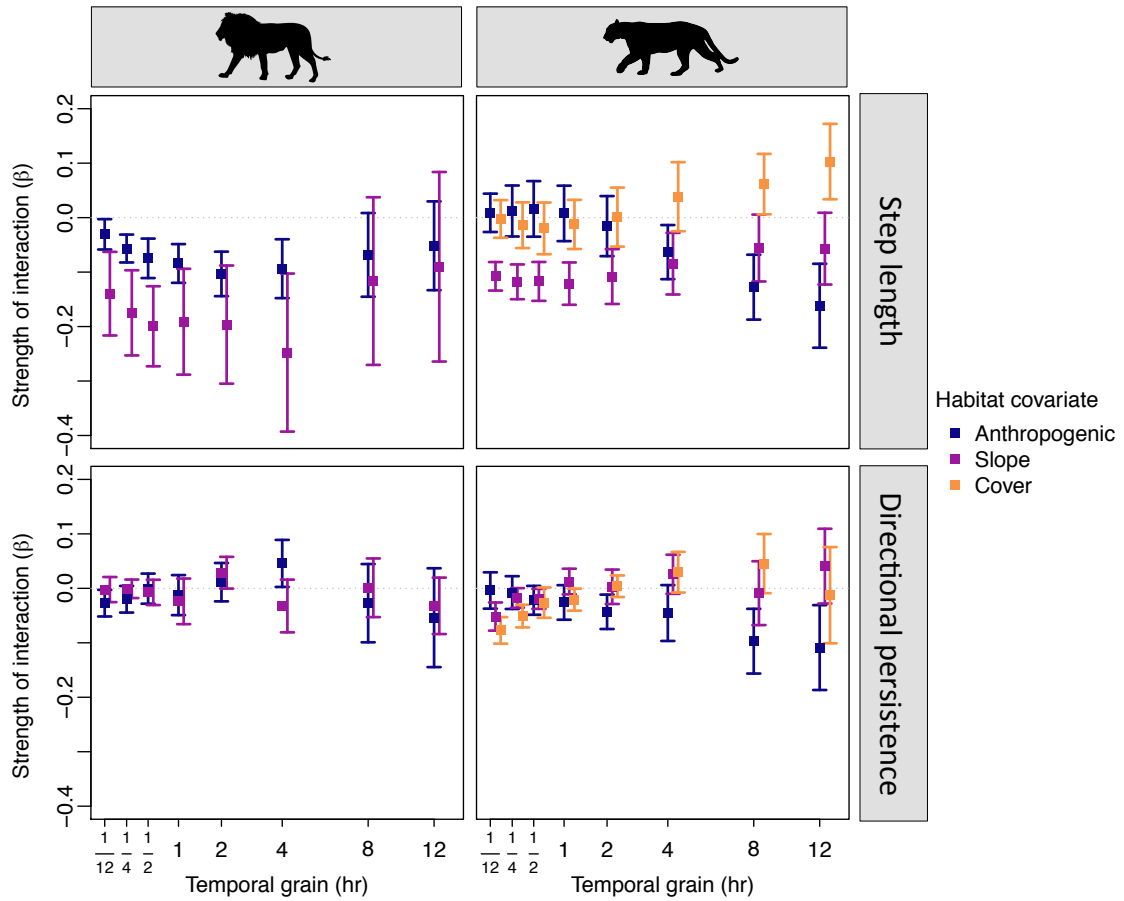 0.2
0.1
0.0
−0.2
−0.4
Strength of interaction (β)
Step length
0.2
0.1
0.0
−0.2
−0.4
Strength of interaction (β)
Directional persistence
Habitat covariate
Anthropogenic
Slope
Cover
1/12 1/4 1/2 1 2 4 8 12
1/12 1/4 1/2 1 2 4 8 12
Temporal grain (hr)
Temporal grain (hr)